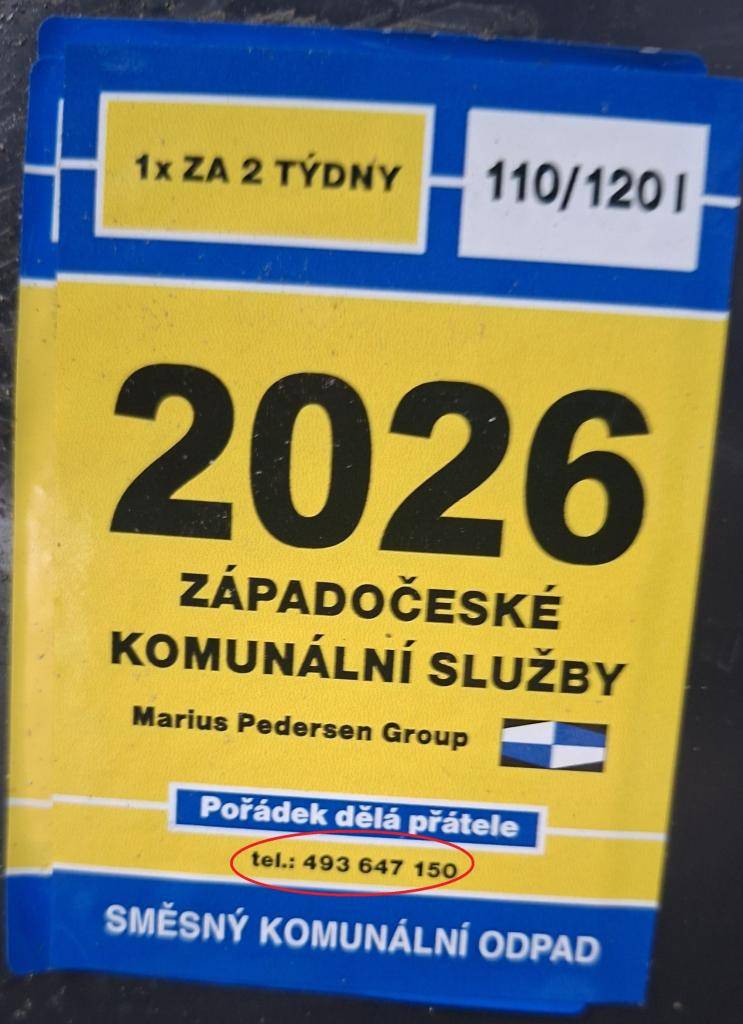 1x ZA 2 TÝDNY
110/120 l
2026
ZÁPADOČESKÉ
KOMUNÁLNÍ SLUŽBY
Marius Pedersen Group
Pořádek dělá přátele
tel.: 493 647 150
SMĚSNÝ KOMUNÁLNÍ ODPAD